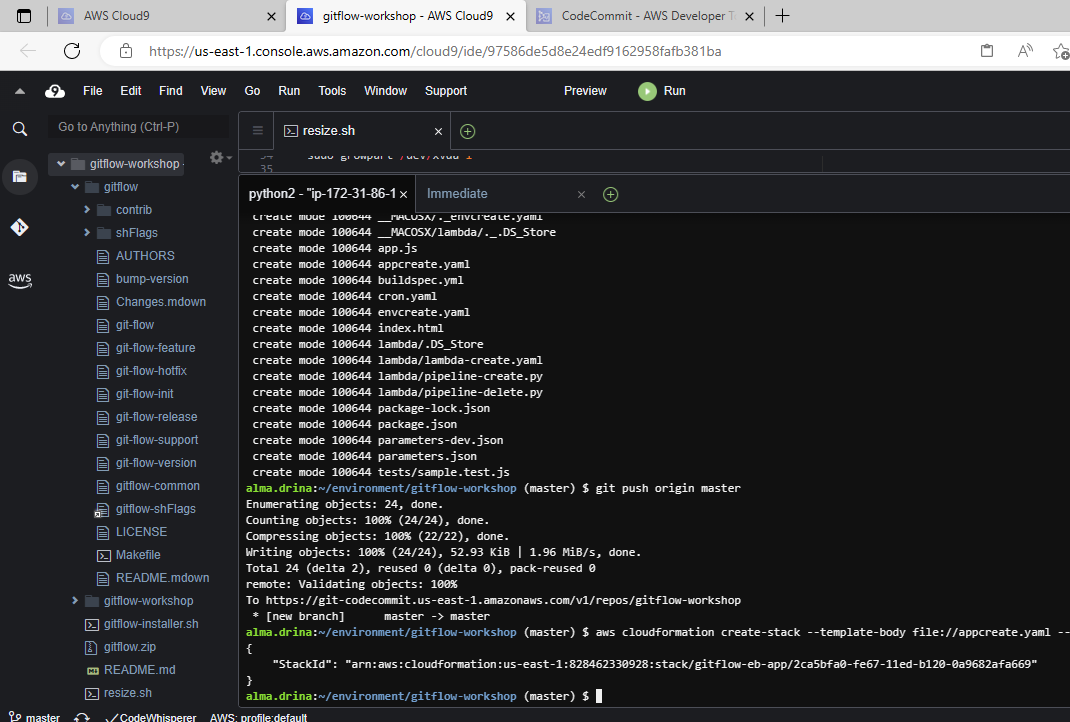 AWS Cloud9
gitflow-workshop - AWS Cloud9
CodeCommit - AWS Developer
https://us-east-1.console.aws.amazon.com/cloud9/ide/97586de5d8e24edf9162958fafb381ba
File Edit Find View Go Run Tools Window Support Preview Run
Go to Anything (Ctrl-P)
gitflow-workshop -
gitflow
contrib
shFlags
AUTHORS
bump-version
Changes.mdown
git-flow
git-flow-feature
git-flow-hotfix
git-flow-init
git-flow-release
git-flow-support
git-flow-version
gitflow-common
gitflow-shFlags
LICENSE
Makefile
README.mdown
gitflow-workshop
gitflow-installer.sh
gitflow.zip
README.md
resize.sh
aws
resize.sh
34 sudo growpart /dev/xvda 1
35
python2 - "ip-172-31-86-1
Immediate
create mode 100644 __MACOSX/._envcreate.yaml
create mode 100644 __MACOSX/lambda/._.DS_Store
create mode 100644 app.js
create mode 100644 appcreate.yaml
create mode 100644 buildspec.yml
create mode 100644 cron.yaml
create mode 100644 envcreate.yaml
create mode 100644 index.html
create mode 100644 lambda/.DS_Store
create mode 100644 lambda/lambda-create.yaml
create mode 100644 lambda/pipeline-create.py
create mode 100644 lambda/pipeline-delete.py
create mode 100644 package-lock.json
create mode 100644 package.json
create mode 100644 parameters-dev.json
create mode 100644 parameters.json
create mode 100644 tests/sample.test.js
alma.drina:~/environment/gitflow-workshop (master) $ git push origin master
Enumerating objects: 24, done.
Counting objects: 100% (24/24), done.
Compressing objects: 100% (22/22), done.
Writing objects: 100% (24/24), 52.93 KiB | 1.96 MiB/s, done.
Total 24 (delta 2), reused 0 (delta 0), pack-reused 0
remote: Validating objects: 100%
To https://git-codecommit.us-east-1.amazonaws.com/v1/repos/gitflow-workshop
* [new branch] master -> master
alma.drina:~/environment/gitflow-workshop (master) $ aws cloudformation create-stack --template-body file://appcreate.yaml --
{
"StackId": "arn:aws:cloudformation:us-east-1:828462330928:stack/gitflow-eb-app/2ca5bfa0-fe67-11ed-b120-0a9682afa669"
}
alma.drina:~/environment/gitflow-workshop (master) $
master CodeWhisperer AWS: profile:default